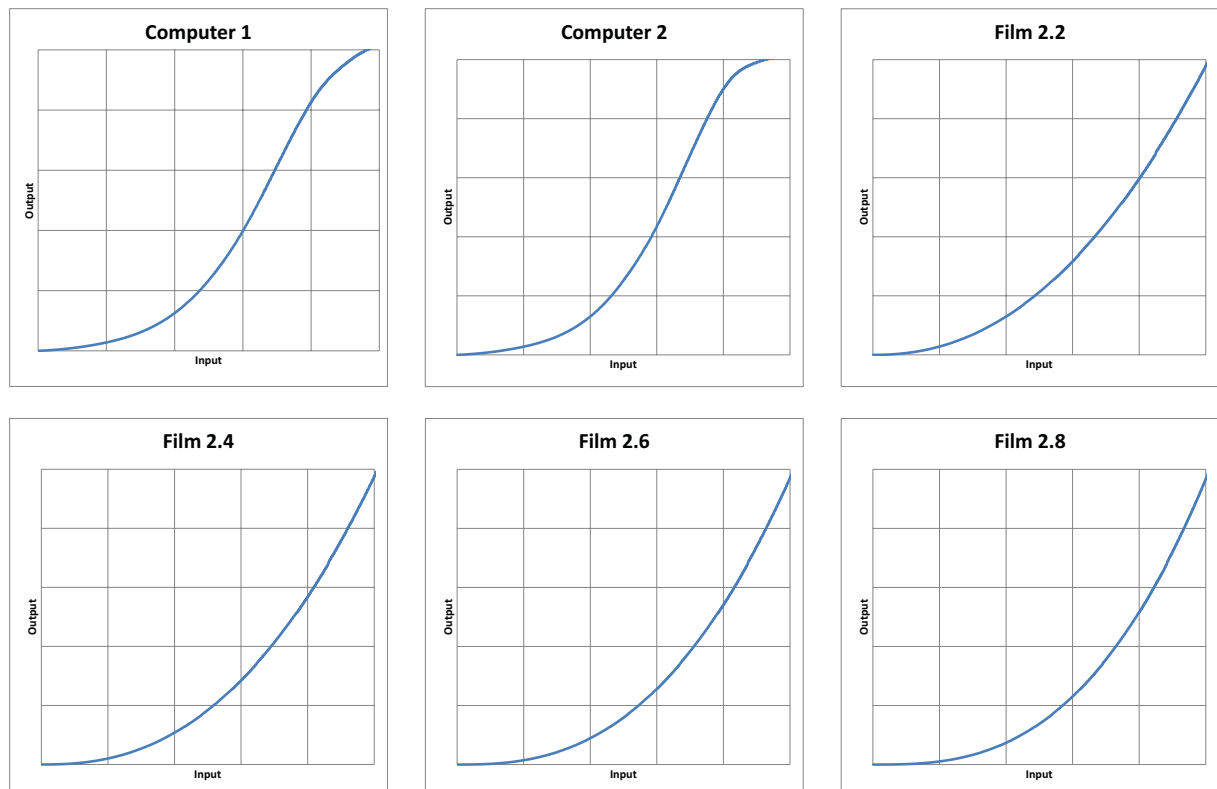 Computer 1
Output
Input
Computer 2
Output
Input
Film 2.2
Output
Input
Film 2.4
Output
Input
Film 2.6
Output
Input
Film 2.8
Output
Input